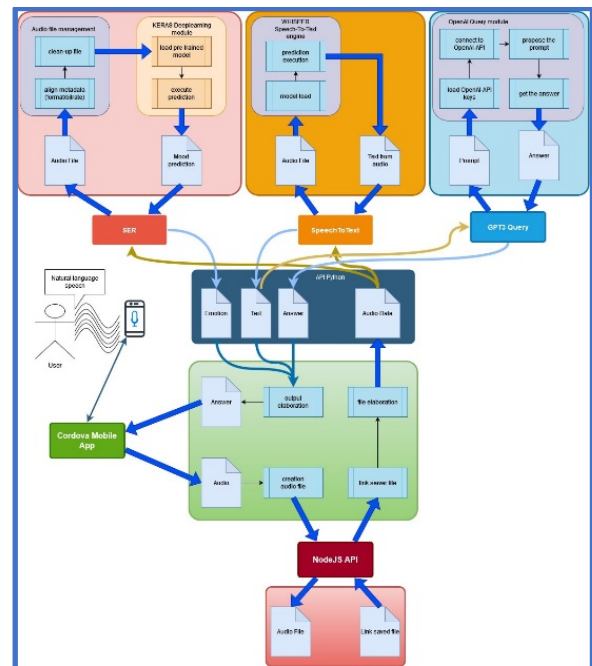 Audio file management
clean-up file
align metadata
(format/bitrate)
Audio File
KERAS Deeplearning
module
load pre trained
model
execute
prediction
Mood
prediction
SER
WHISPER
Speech-To-Text
engine
prediction
execution
model load
Audio File
Text from
audio
SpeechToText
OpenAI Query module
connect to
OpenAI API
propose the
prompt
load OpenAI API
keys
get the answer
Prompt
Answer
GPT3 Query
API Python
Emotion
Text
Answer
Audio Data
Natural language
speech
User
Cordova Mobile
App
Answer
output
elaboration
file elaboration
Audio
creation
audio file
link server file
NodeJS API
Audio File
Link saved file